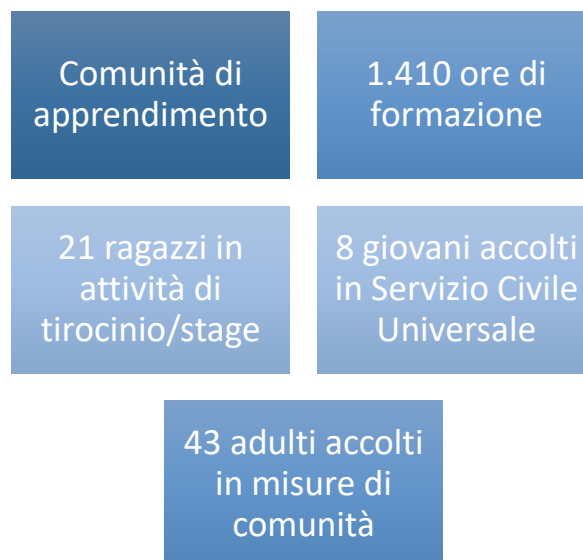 Comunità di
apprendimento
1.410 ore di
formazione
21 ragazzi in
attività di
tirocinio/stage
8 giovani accolti
in Servizio Civile
Universale
43 adulti accolti
in misure di
comunità